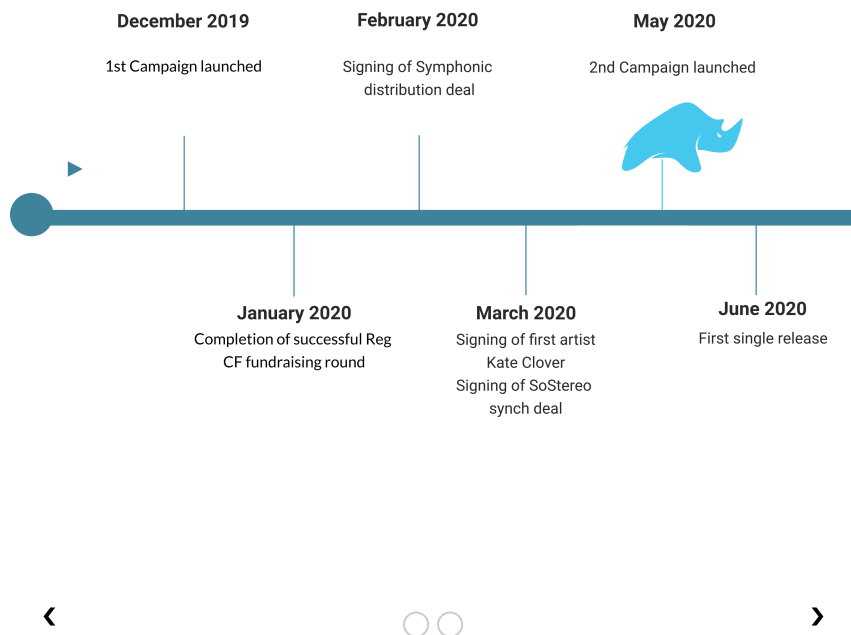 December 2019
1st Campaign launched
February 2020
Signing of Symphonic
distribution deal
May 2020
2nd Campaign launched
January 2020
Completion of successful Reg
CF fundraising round
March 2020
Signing of first artist
Kate Clover
Signing of SoStereo
synch deal
June 2020
First single release